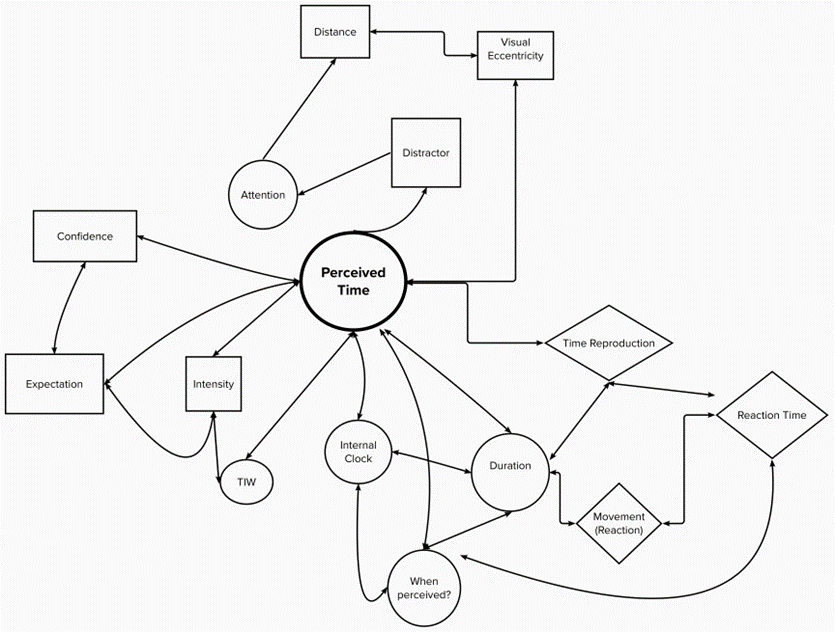 Distance
Visual
Eccentricity
Distractor
Attention
Confidence
Perceived
Time
Time Reproduction
Expectation
Intensity
Reaction Time
Internal
Clock
Duration
TIW
Movement
(Reaction)
When
perceived?